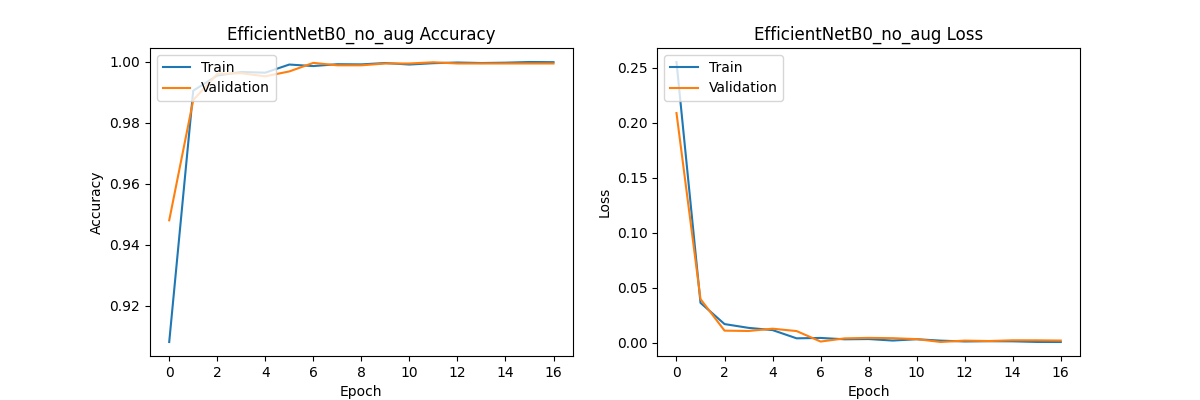 EfficientNetB0_no_aug Accuracy
Train
Validation
1.00
0.98
0.96
0.94
0.92
Accuracy
0 2 4 6 8 10 12 14 16
Epoch
EfficientNetB0_no_aug Loss
Train
Validation
0.25
0.20
0.15
0.10
0.05
0.00
Loss
0 2 4 6 8 10 12 14 16
Epoch